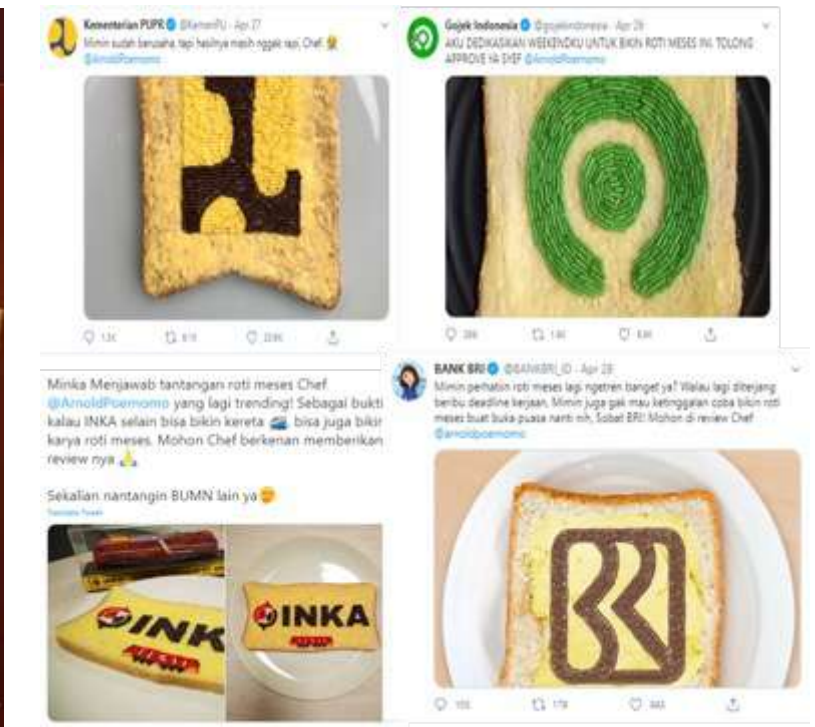 Kementerian PUPR @KemenPU · Apr 27
Mimin sudah berusaha, tapi hasilnya masih nggak rapi, Chef.
@ArnoldPoernomo
Gojek Indonesia @gojekindonesia · Apr 28
AKU DEDIKASIKAN WEEKENDKU UNTUK BIKIN ROTI MESES INI. TOLONG
APPROVE YA SYEF @ArnoldPoernomo
Minka Menjawab tantangan roti meses Chef
@ArnoldPoernomo yang lagi trending! Sebagai bukti
kalau INKA selain bisa bikin kereta bisa juga bikin
karya roti meses. Mohon Chef berkenan memberikan
review nya
Sekalian nantangin BUMN lain ya
Translate Tweet
INK
INKA
BANK BRI @BANKBRI_ID · Apr 28
Mimin perhatiin roti meses lagi ngetren banget ya? Walau lagi diterjang
beribu deadline kerjaan, Mimin juga gak mau ketinggalan coba bikin roti
meses buat buka puasa nanti nih, Sobat BRI! Mohon di review Chef
@arnoldpoernomo